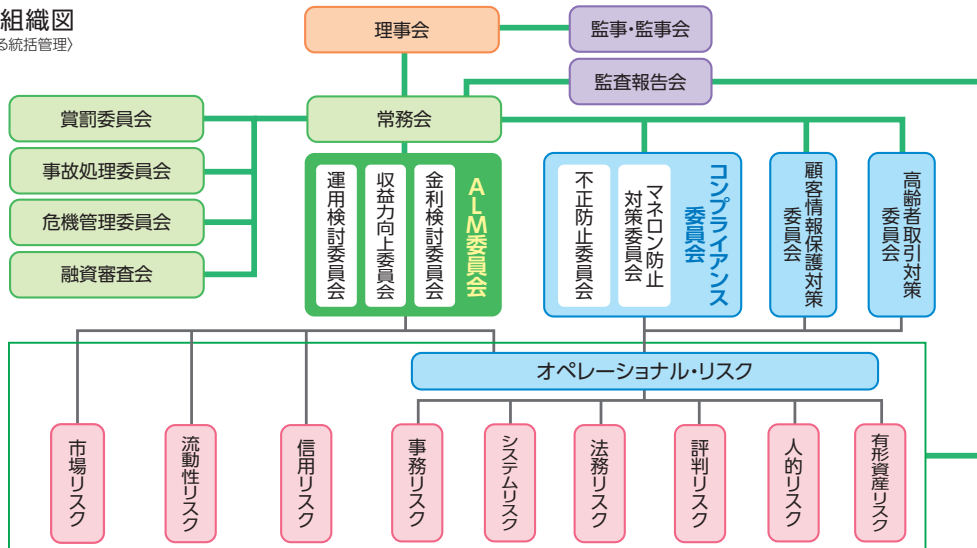 組織図
る統括管理〉
理事会
監事・監事会
監査報告会
賞罰委員会
常務会
事故処理委員会
危機管理委員会
融資審査会
ALM委員会
金利検討委員会
収益力向上委員会
運用検討委員会
コンプライアンス
委員会
マネロン防止
対策委員会
不正防止委員会
顧客情報保護対策
委員会
高齢者取引対策
委員会
オペレーショナル・リスク
市場リスク
流動性リスク
信用リスク
事務リスク
システムリスク
法務リスク
評判リスク
人的リスク
有形資産リスク